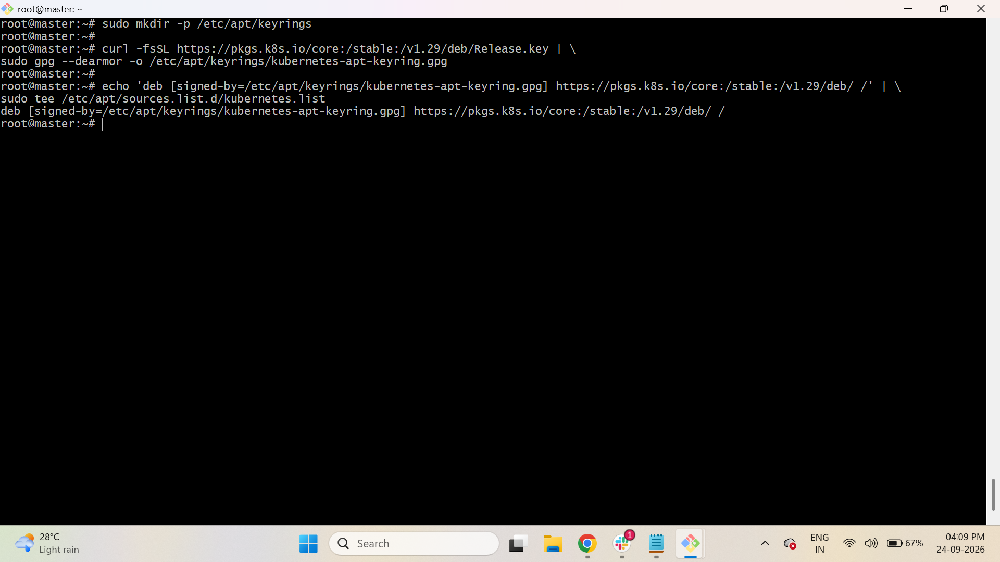 root@master: ~
root@master:~# sudo mkdir -p /etc/apt/keyrings
root@master:~#
root@master:~# curl -fsSL https://pkgs.k8s.io/core:/stable:/v1.29/deb/Release.key | \
sudo gpg --dearmor -o /etc/apt/keyrings/kubernetes-apt-keyring.gpg
root@master:~#
root@master:~# echo 'deb [signed-by=/etc/apt/keyrings/kubernetes-apt-keyring.gpg] https://pkgs.k8s.io/core:/stable:/v1.29/deb/ /' | \
sudo tee /etc/apt/sources.list.d/kubernetes.list
deb [signed-by=/etc/apt/keyrings/kubernetes-apt-keyring.gpg] https://pkgs.k8s.io/core:/stable:/v1.29/deb/ /
root@master:~#
28°C
Light rain
Search
1
ENG
IN
67%
04:09 PM
24-09-2026